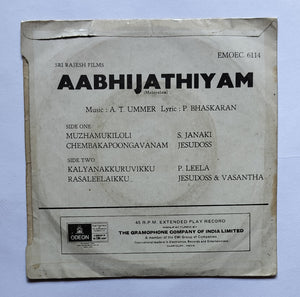 EMOEC 6114
SRI RAJESH FILMS
AABHIJATHIYAM
(Malayalam)
Music : A. T. UMMER Lyric : P. BHASKARAN
SIDE ONE:
MUZHAMUKILOLI S. JANAKI
CHEMBAKAPOONGAVANAM JESUDOSS
SIDE TWO:
KALYANAKKURUVIKKU P. LEELA
RASALEELAIKKU.. JESUDOSS & VASANTHA
45 R.P.M. EXTENDED PLAY RECORD
THE GRAMOPHONE COMPANY OF INDIA LIMITED
ODEON